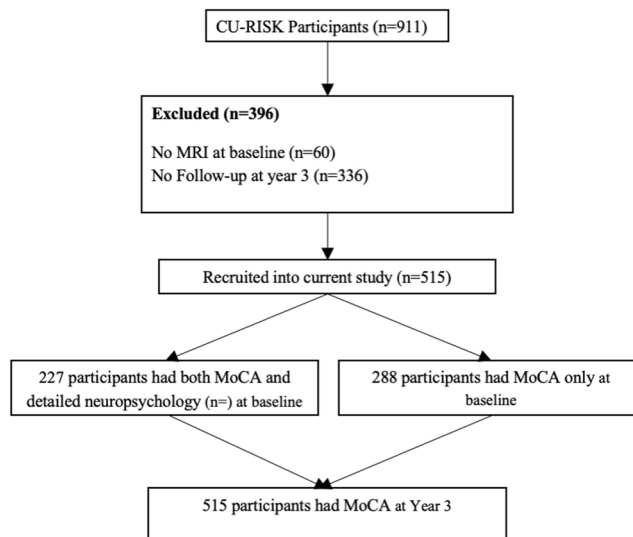 CU-RISK Participants (n=911)
Excluded (n=396)
No MRI at baseline (n=60)
No Follow-up at year 3 (n=336)
Recruited into current study (n=515)
227 participants had both MoCA and
detailed neuropsychology (n=) at baseline
288 participants had MoCA only at
baseline
515 participants had MoCA at Year 3